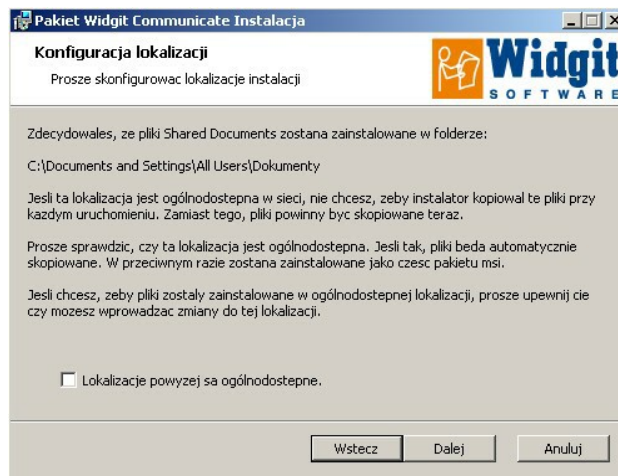 Pakiet Widgit Communicate Instalacja
Konfiguracja lokalizacji
Prosze skonfigurowac lokalizacje instalacji
Widgit
SOFTWARE
Zdecydowales, ze pliki Shared Documents zostana zainstalowane w folderze:
C:\Documents and Settings\All Users\Dokumenty
Jesli ta lokalizacja jest ogólnodostepna w sieci, nie chcesz, zeby instalator kopiowal te pliki przy
kazdym uruchomieniu. Zamiast tego, pliki powinny byc skopiowane teraz.
Prosze sprawdzic, czy ta lokalizacja jest ogólnodostepna. Jesli tak, pliki beda automatycznie
skopiowane. W przeciwnym razie zostana zainstalowane jako czesc pakietu msi.
Jesli chcesz, zeby pliki zostaly zainstalowane w ogólnodostepnej lokalizacji, prosze upewnij cie
czy mozesz wprowadzac zmiany do tej lokalizacji.
Lokalizacje powyzej sa ogólnodostepne.
Wstecz
Dalej
Anuluj